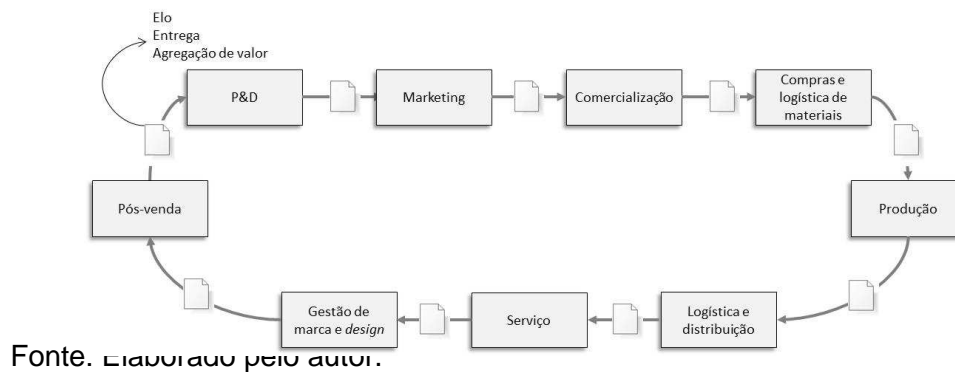 Elo
Entrega
Agregação de valor
P&D
Marketing
Comercialização
Compras e
logística de
materiais
Pós-venda
Produção
Gestão de
marca e design
Serviço
Logística e
distribuição
Fonte. Elaborado pelo autor.